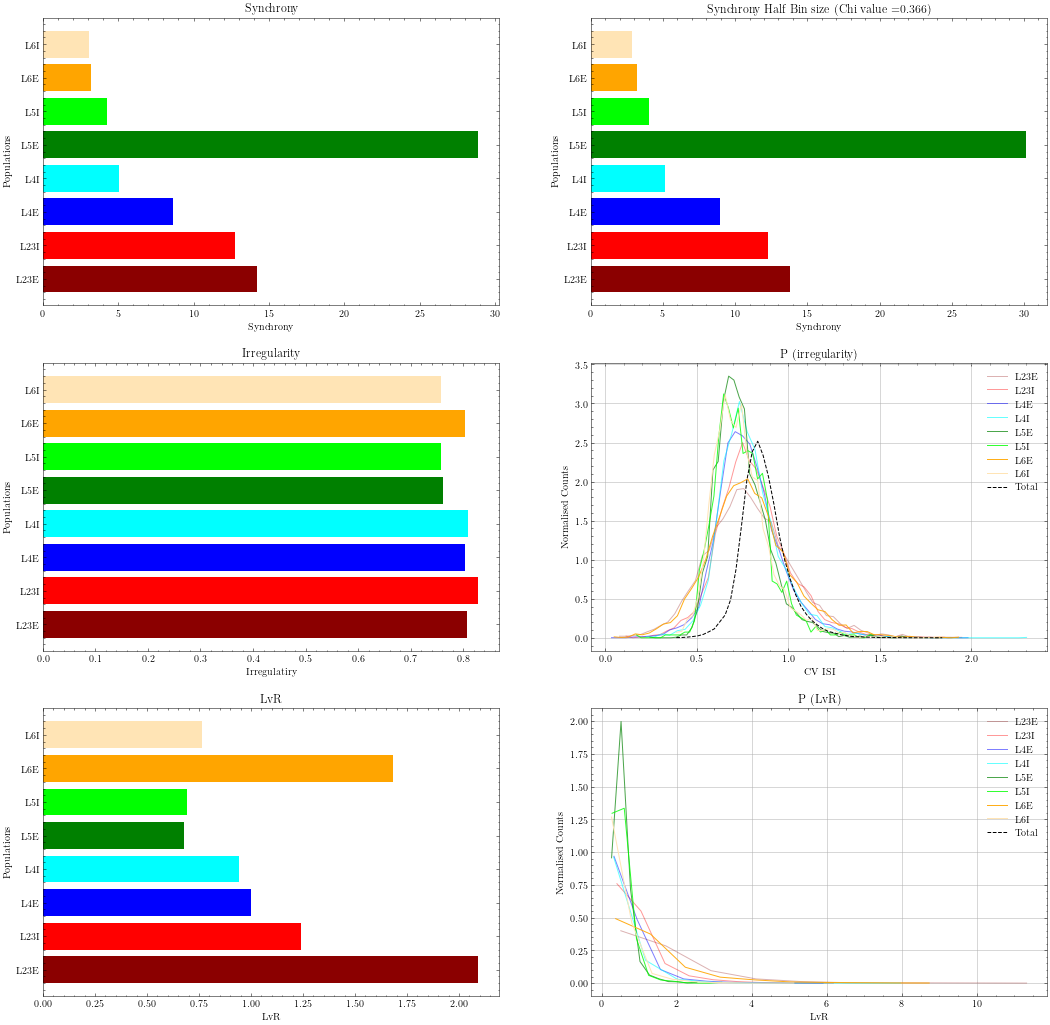 Synchrony
L6I
L6E
L5I
L5E
L4I
L4E
L23I
L23E
Populations
0 5 10 15 20 25 30
Synchrony
Synchrony Half Bin size (Chi value =0.366)
L6I
L6E
L5I
L5E
L4I
L4E
L23I
L23E
Populations
0 5 10 15 20 25 30
Synchrony
Irregularity
L6I
L6E
L5I
L5E
L4I
L4E
L23I
L23E
Populations
0.0 0.1 0.2 0.3 0.4 0.5 0.6 0.7 0.8
Irregulatiry
P (irregularity)
3.5
3.0
2.5
2.0
1.5
1.0
0.5
0.0
Normalised Counts
L23E
L23I
L4E
L4I
L5E
L5I
L6E
L6I
Total
0.0 0.5 1.0 1.5 2.0
CV ISI
LvR
L6I
L6E
L5I
L5E
L4I
L4E
L23I
L23E
Populations
0.00 0.25 0.50 0.75 1.00 1.25 1.50 1.75 2.00
LvR
P (LvR)
2.00
1.75
1.50
1.25
1.00
0.75
0.50
0.25
0.00
Normalised Counts
L23E
L23I
L4E
L4I
L5E
L5I
L6E
L6I
Total
0 2 4 6 8 10
LvR